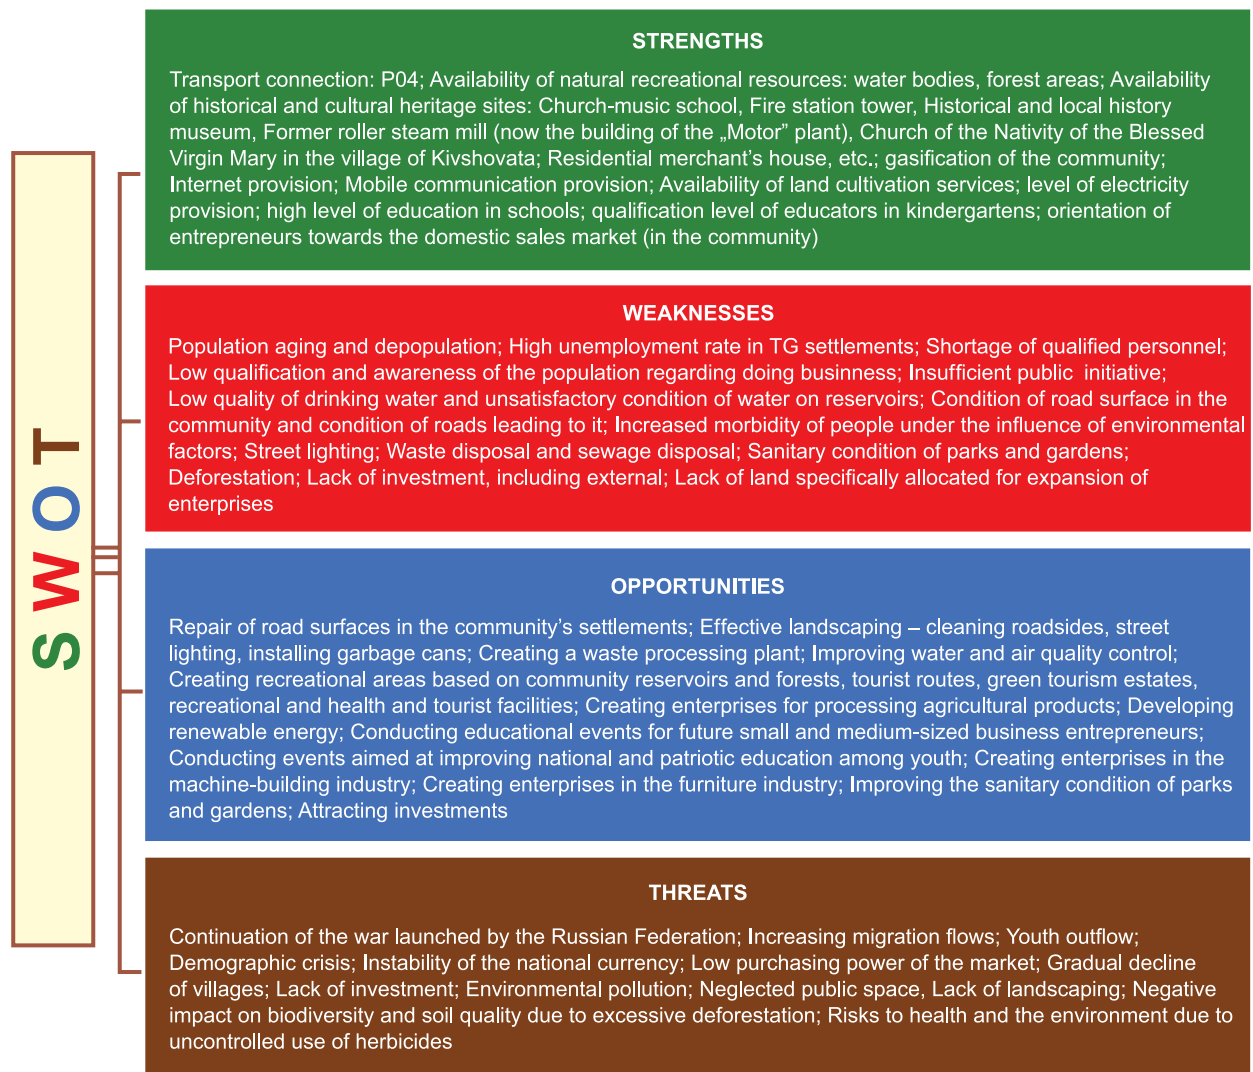 SWOT
STRENGTHS
Transport connection: P04; Availability of natural recreational resources: water bodies, forest areas; Availability
of historical and cultural heritage sites: Church-music school, Fire station tower, Historical and local history
museum, Former roller steam mill (now the building of the „Motor” plant), Church of the Nativity of the Blessed
Virgin Mary in the village of Kivshovata; Residential merchant’s house, etc.; gasification of the community;
Internet provision; Mobile communication provision; Availability of land cultivation services; level of electricity
provision; high level of education in schools; qualification level of educators in kindergartens; orientation of
entrepreneurs towards the domestic sales market (in the community)
WEAKNESSES
Population aging and depopulation; High unemployment rate in TG settlements; Shortage of qualified personnel;
Low qualification and awareness of the population regarding doing businness; Insufficient public initiative;
Low quality of drinking water and unsatisfactory condition of water on reservoirs; Condition of road surface in the
community and condition of roads leading to it; Increased morbidity of people under the influence of environmental
factors; Street lighting; Waste disposal and sewage disposal; Sanitary condition of parks and gardens;
Deforestation; Lack of investment, including external; Lack of land specifically allocated for expansion of
enterprises
OPPORTUNITIES
Repair of road surfaces in the community’s settlements; Effective landscaping – cleaning roadsides, street
lighting, installing garbage cans; Creating a waste processing plant; Improving water and air quality control;
Creating recreational areas based on community reservoirs and forests, tourist routes, green tourism estates,
recreational and health and tourist facilities; Creating enterprises for processing agricultural products; Developing
renewable energy; Conducting educational events for future small and medium-sized business entrepreneurs;
Conducting events aimed at improving national and patriotic education among youth; Creating enterprises in the
machine-building industry; Creating enterprises in the furniture industry; Improving the sanitary condition of parks
and gardens; Attracting investments
THREATS
Continuation of the war launched by the Russian Federation; Increasing migration flows; Youth outflow;
Demographic crisis; Instability of the national currency; Low purchasing power of the market; Gradual decline
of villages; Lack of investment; Environmental pollution; Neglected public space, Lack of landscaping; Negative
impact on biodiversity and soil quality due to excessive deforestation; Risks to health and the environment due to
uncontrolled use of herbicides